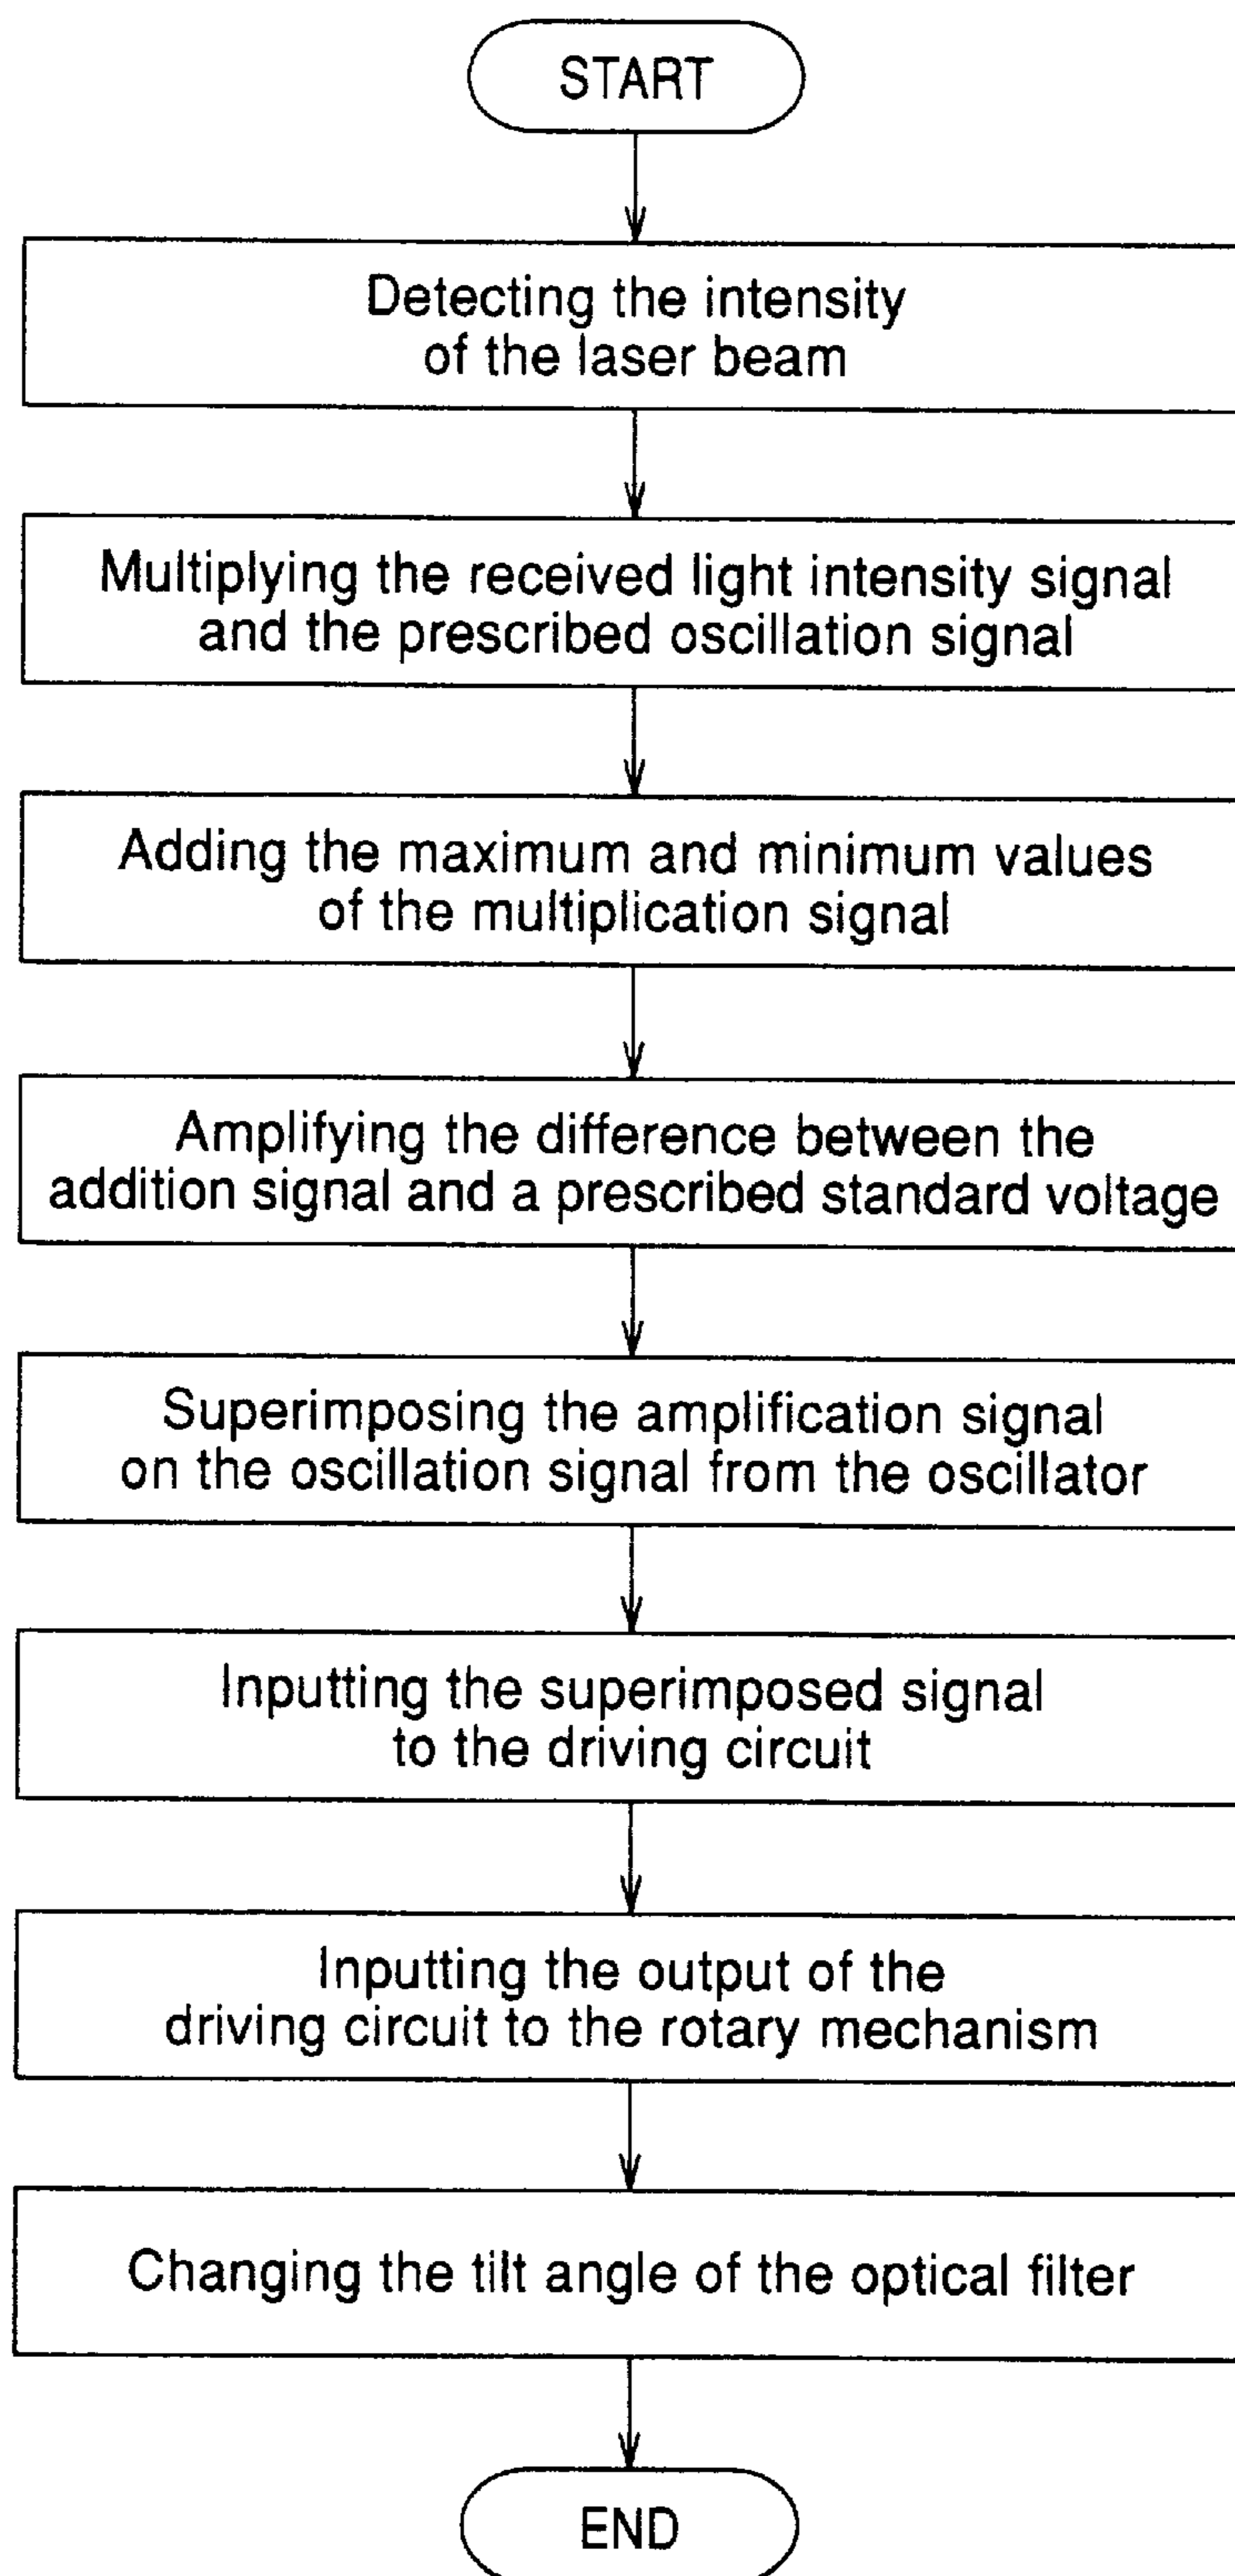 START
Detecting the intensity
of the laser beam
Multiplying the received light intensity signal
and the prescribed oscillation signal
Adding the maximum and minimum values
of the multiplication signal
Amplifying the difference between the
addition signal and a prescribed standard voltage
Superimposing the amplification signal
on the oscillation signal from the oscillator
Inputting the superimposed signal
to the driving circuit
Inputting the output of the
driving circuit to the rotary mechanism
Changing the tilt angle of the optical filter
END